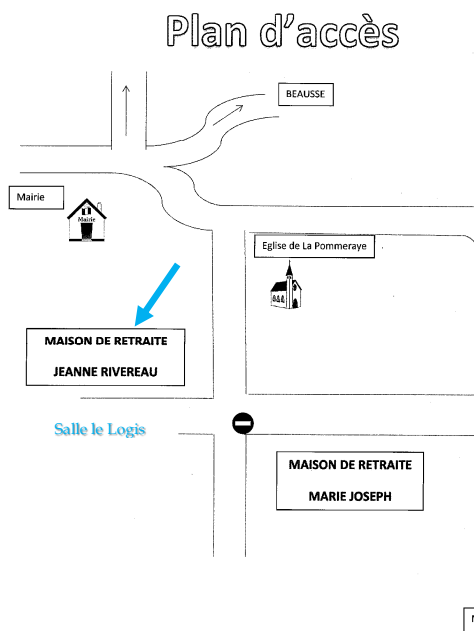 Plan d'accès
BEAUSSE
Mairie
Mairie
Eglise de La Pommeraye
MAISON DE RETRAITE
JEANNE RIVEREAU
Salle le Logis
MAISON DE RETRAITE
MARIE JOSEPH